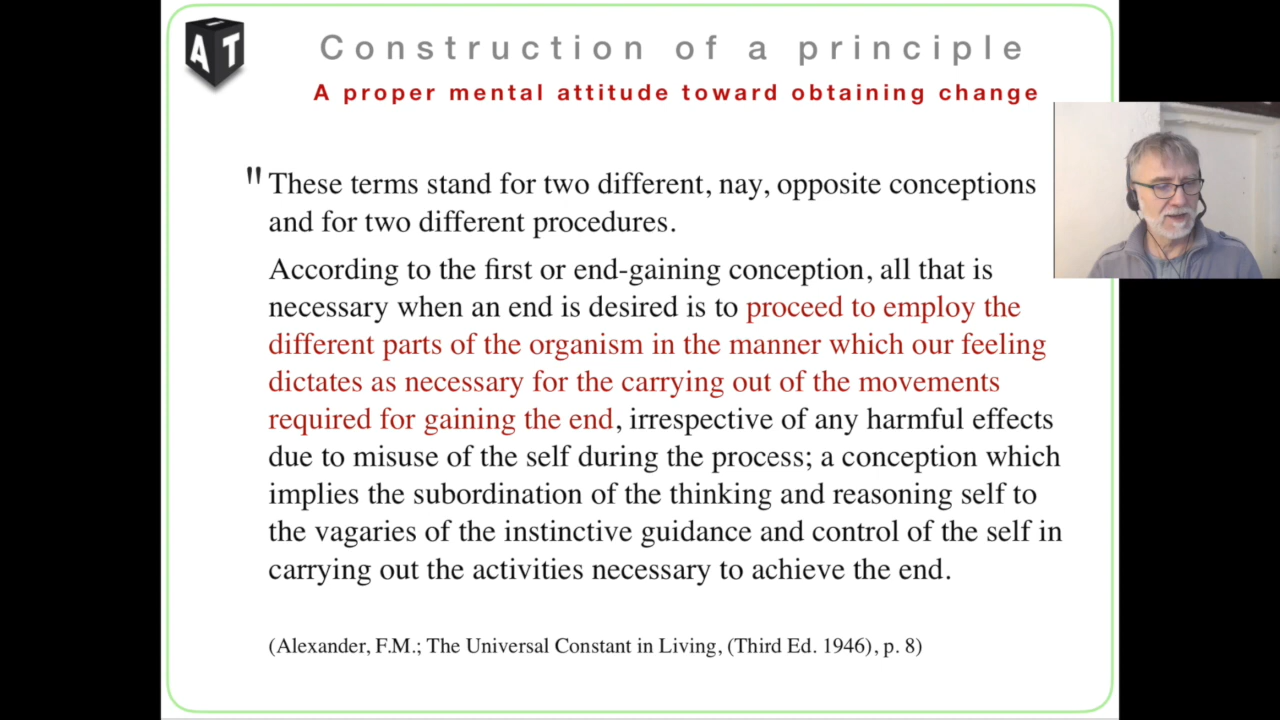 A T
Construction of a principle
A proper mental attitude toward obtaining change
"These terms stand for two different, nay, opposite conceptions
and for two different procedures.
According to the first or end-gaining conception, all that is
necessary when an end is desired is to proceed to employ the
different parts of the organism in the manner which our feeling
dictates as necessary for the carrying out of the movements
required for gaining the end, irrespective of any harmful effects
due to misuse of the self during the process; a conception which
implies the subordination of the thinking and reasoning self to
the vagaries of the instinctive guidance and control of the self in
carrying out the activities necessary to achieve the end.
(Alexander, F.M.; The Universal Constant in Living, (Third Ed. 1946), p. 8)